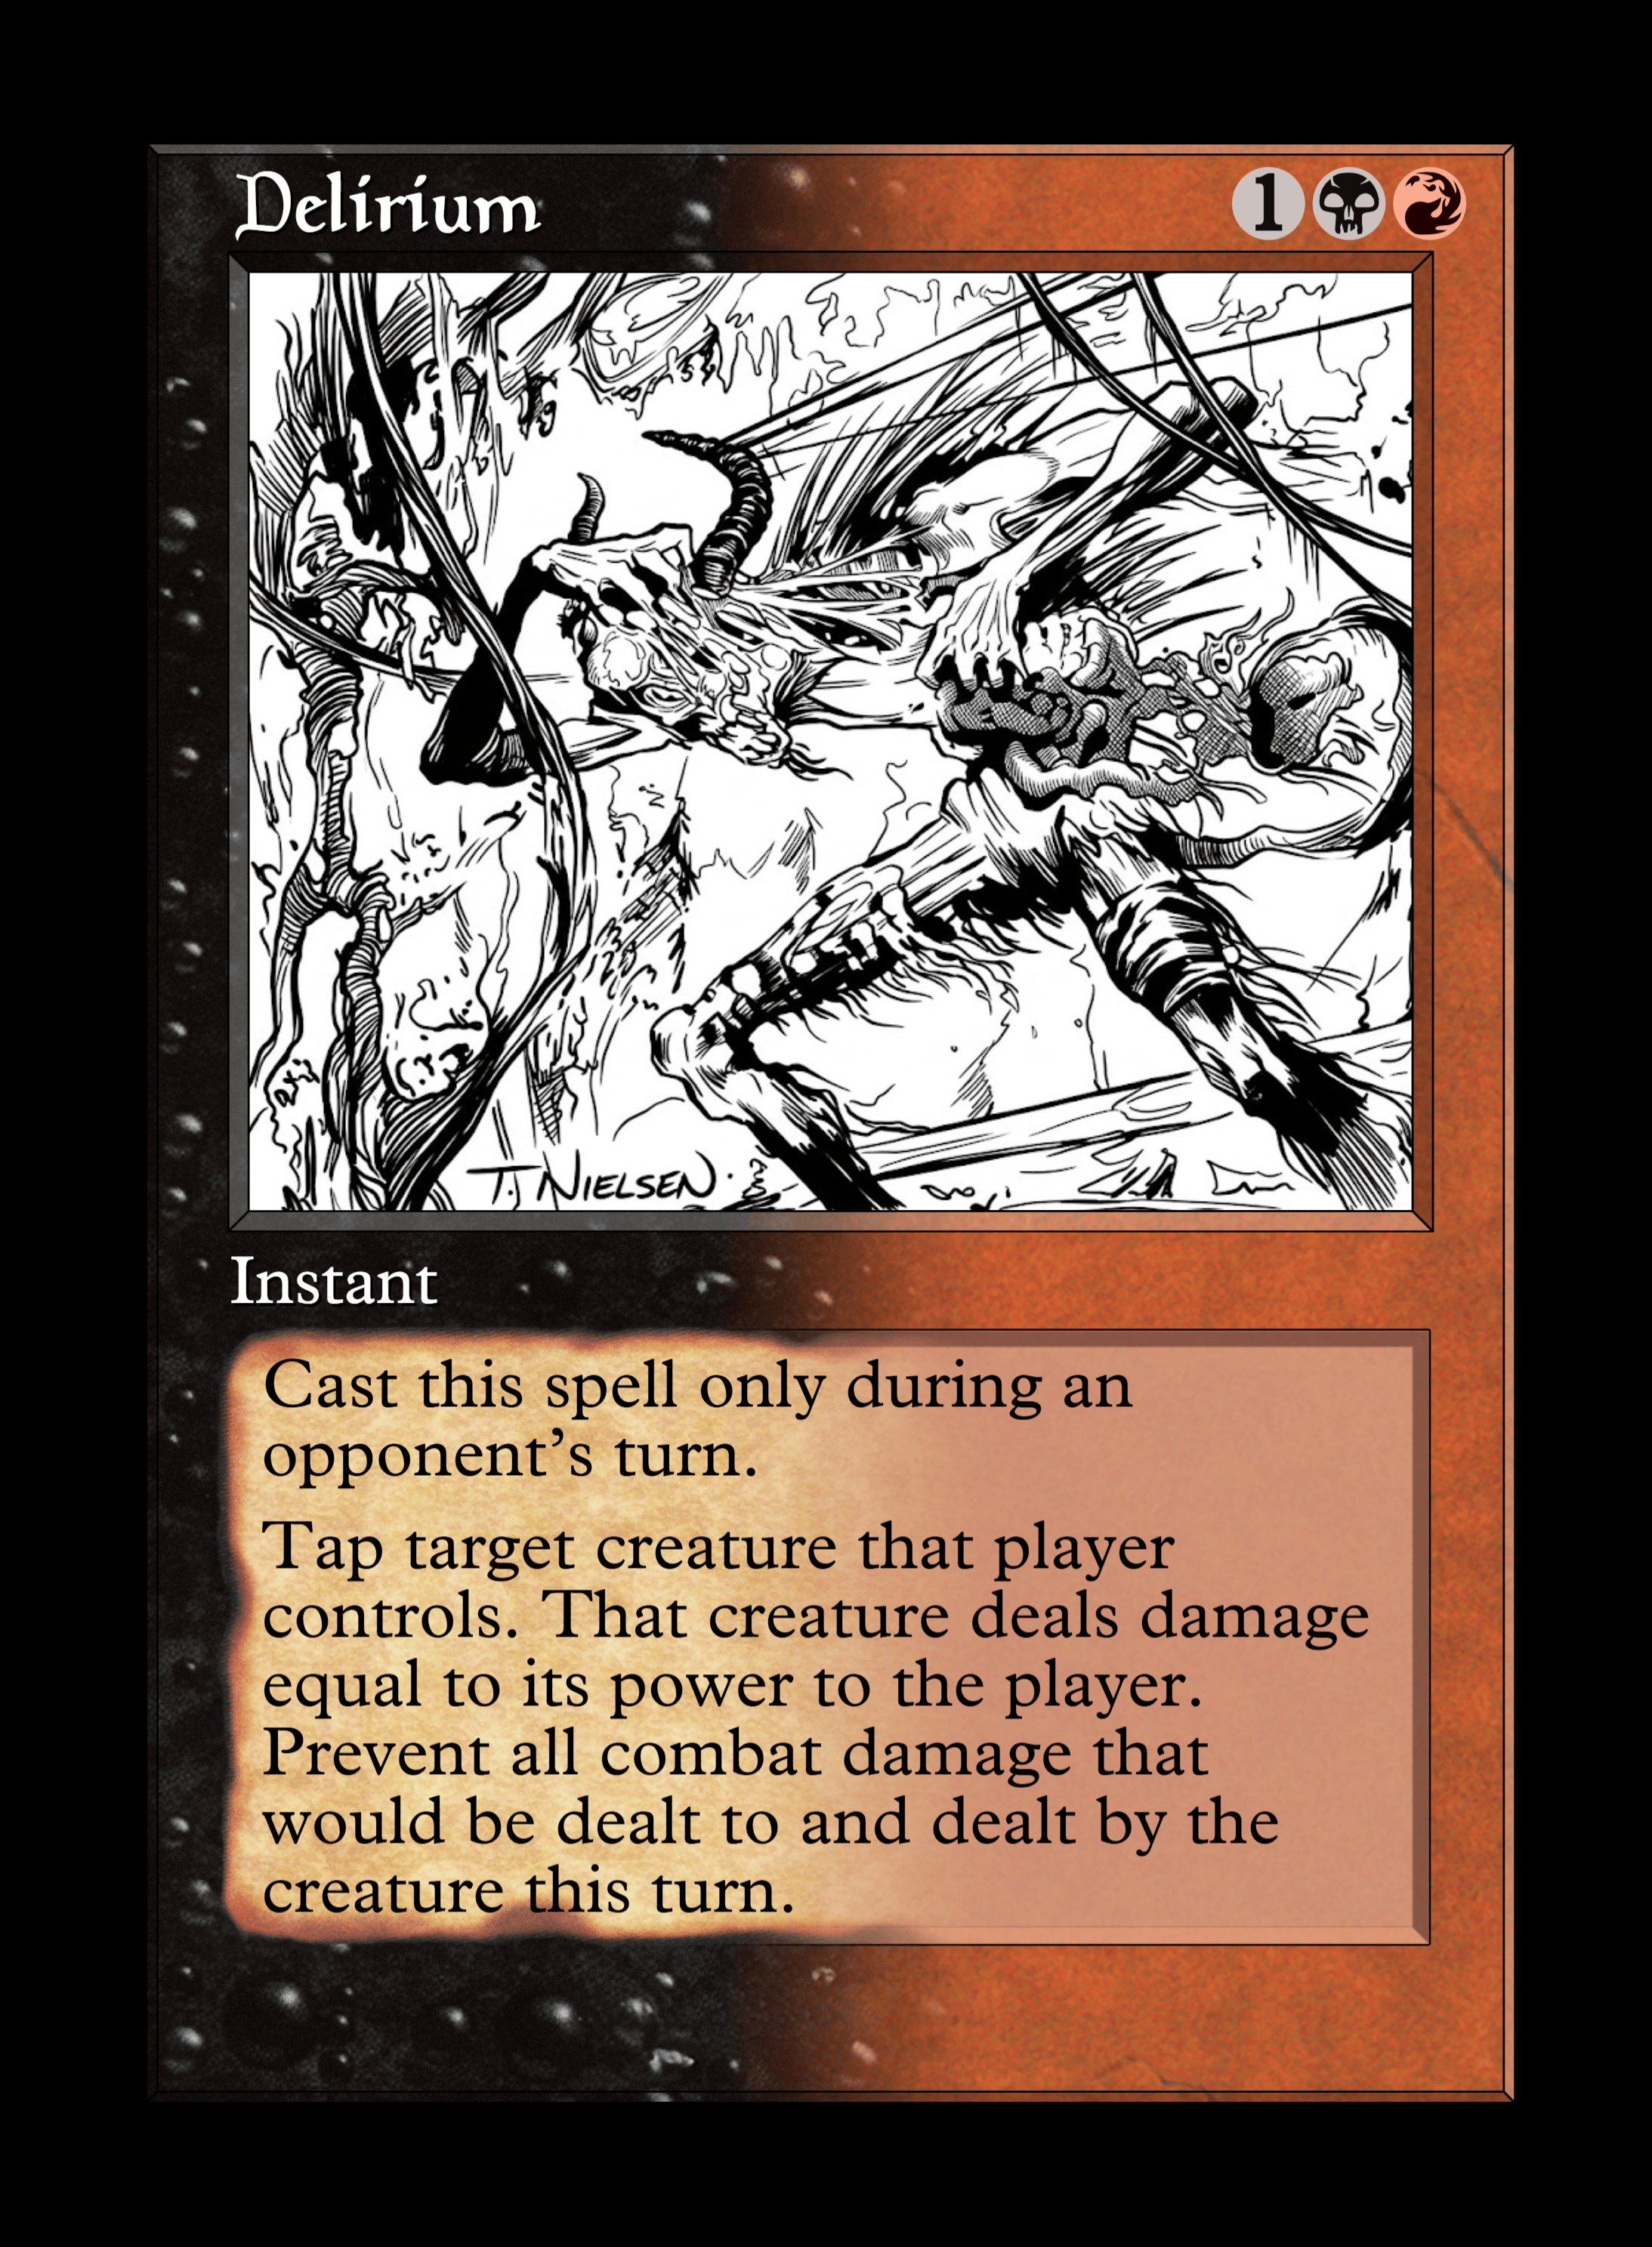 Delirium 1
T.J NIELSEN
Instant
Cast this spell only during an
opponent's turn.
Tap target creature that player
controls. That creature deals damage
equal to its power to the player.
Prevent all combat damage that
would be dealt to and dealt by the
creature this turn.